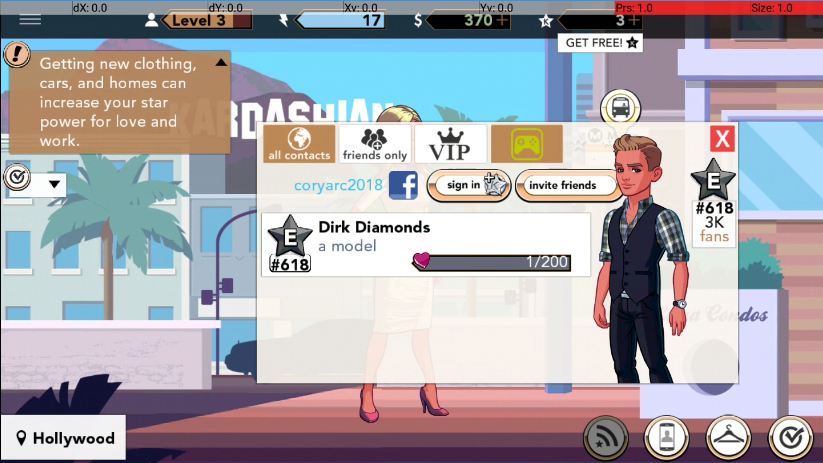 dX: 0.0
dY: 0.0
Xv: 0.0
Yv: 0.0
Prs: 1.0
Size: 1.0
Level 3
17
$
370 +
3 +
GET FREE!
!
Getting new clothing,
cars, and homes can
increase your star
power for love and
work.
KARDASHIAN
all contacts
friends only
VIP
X
coryarc2018
f
sign in
invite friends
E
#618
3K
fans
E
#618
Dirk Diamonds
a model
1/200
Condos
Hollywood